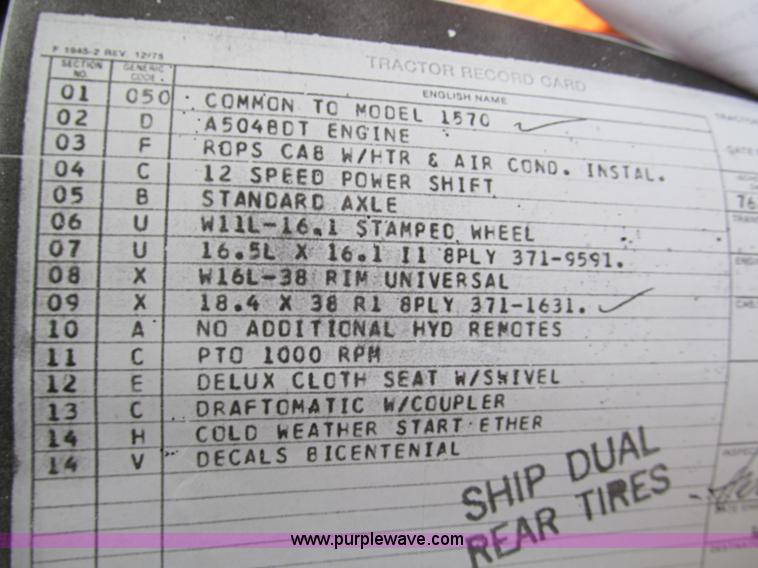 F 1945-2 REV. 12/75
TRACTOR RECORD CARD
SECTION NO. GENERIC CODE ENGLISH NAME
01 050 COMMON TO MODEL 1570
02 D A504BDT ENGINE
03 F ROPS CAB W/HTR & AIR COND. INSTAL.
04 C 12 SPEED POWER SHIFT
05 B STANDARD AXLE
06 U W11L-16.1 STAMPED WHEEL
07 U 16.5L X 16.1 I1 8PLY 371-9591.
08 X W16L-38 RIM UNIVERSAL
09 X 18.4 X 38 R1 8PLY 371-1631.
10 A NO ADDITIONAL HYD REMOTES
11 C PTO 1000 RPM
12 E DELUX CLOTH SEAT W/SWIVEL
13 C DRAFTOMATIC W/COUPLER
14 H COLD WEATHER START ETHER
14 V DECALS BICENTENIAL
SHIP DUAL
REAR TIRES
76
www.purplewave.com